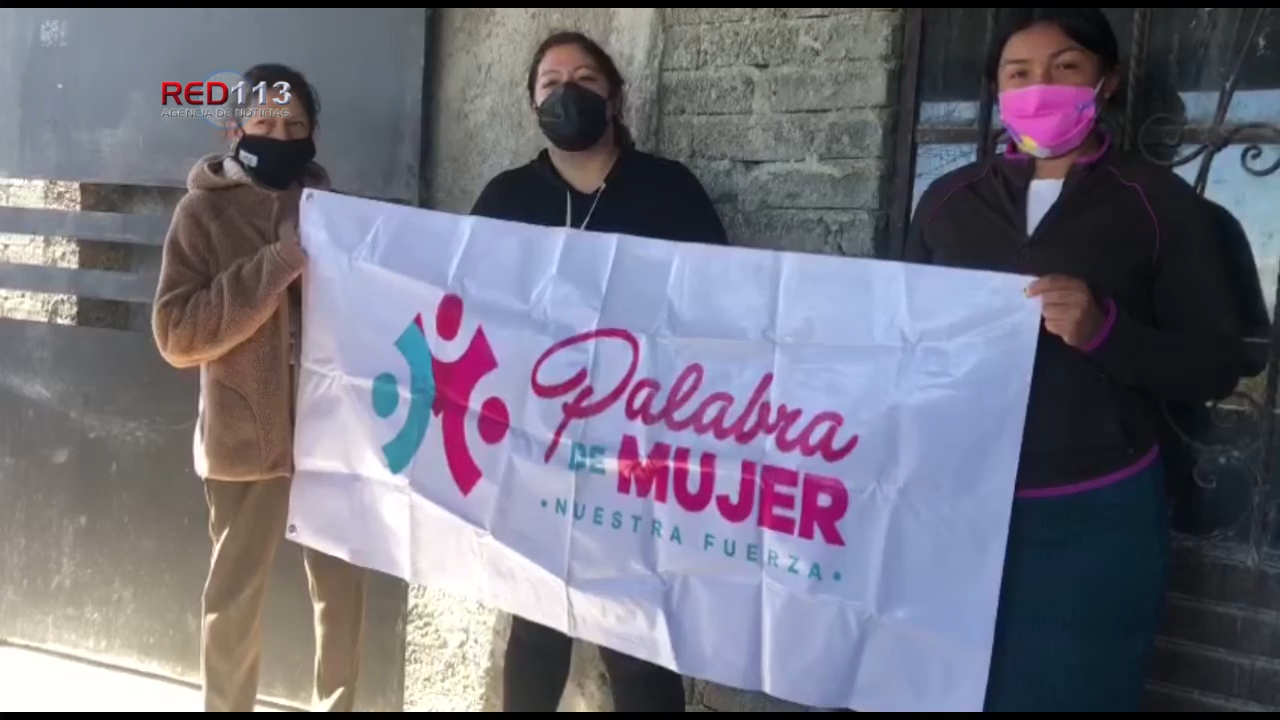 RED113
AGENCIA DE NOTICIAS
Palabra
DE MUJER
•NUESTRA FUERZA•